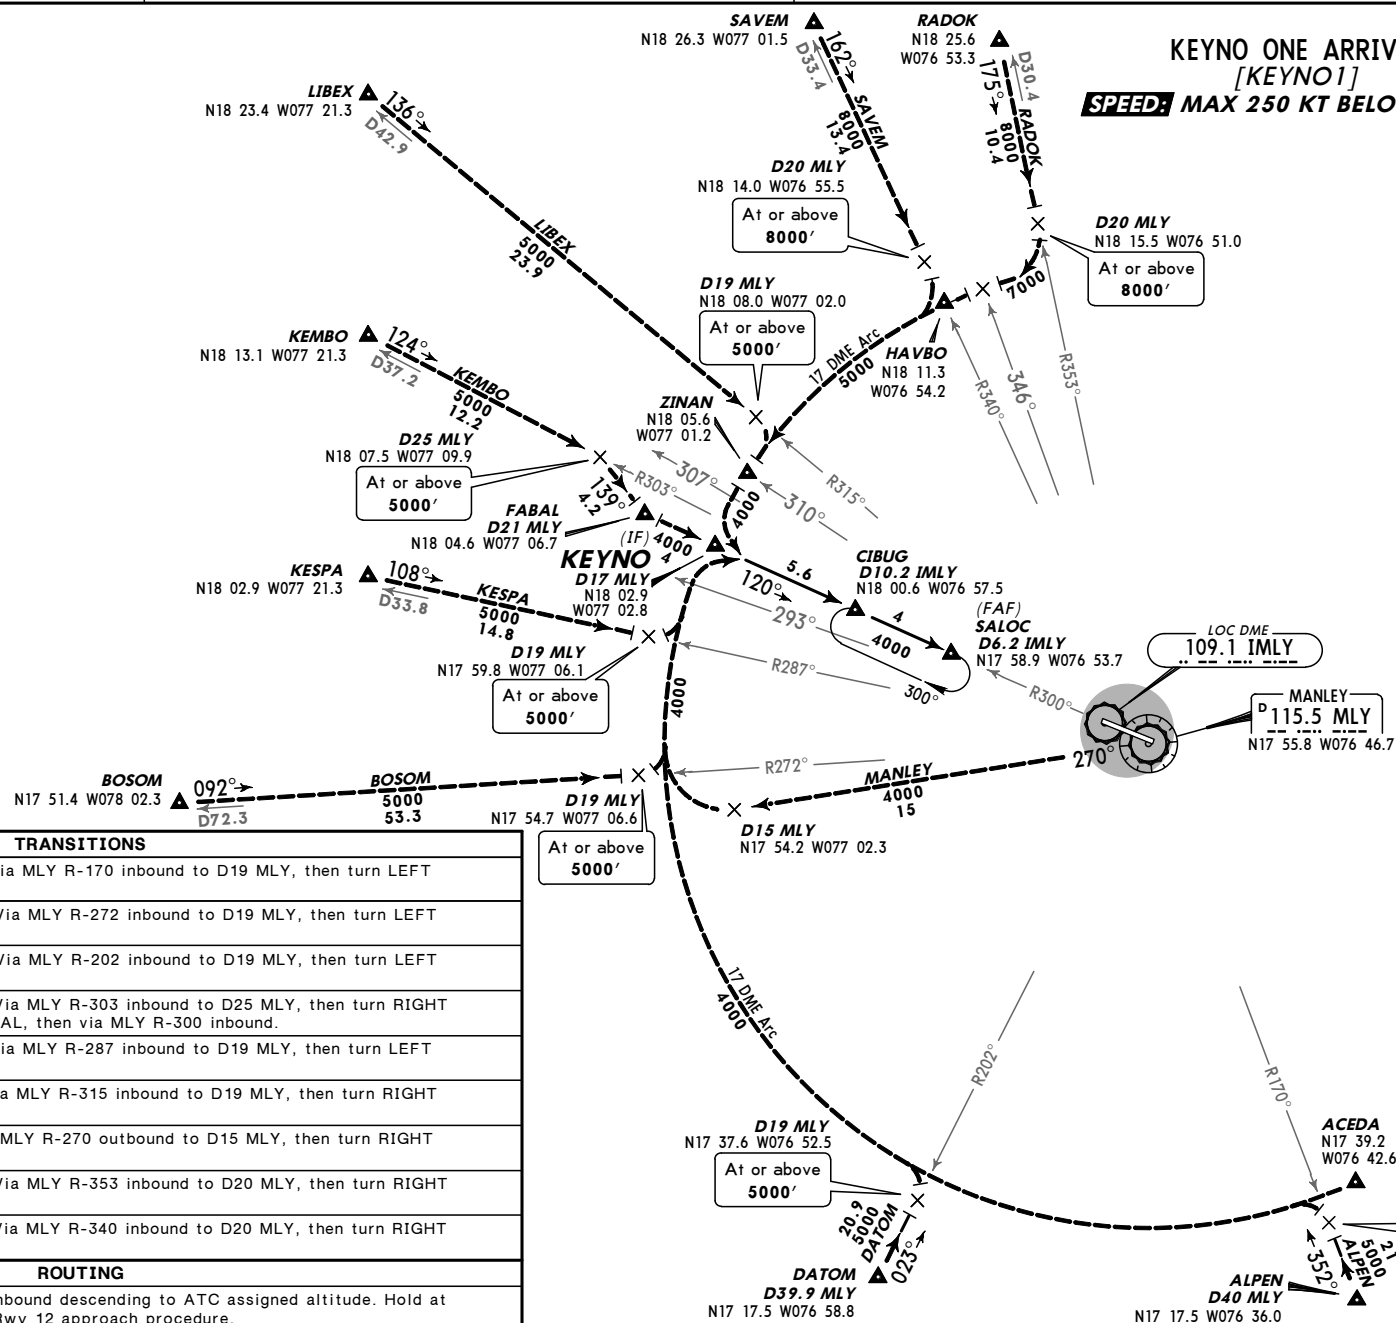 SAVEM
N18 26.3 W077 01.5
RADOK
N18 25.6
W076 53.3
KEYNO ONE ARRIV
[KEYNO1]
SPEED: MAX 250 KT BELO
LIBEX
N18 23.4 W077 21.3
136°
D42.9
162°
D33.4
SAVEM
8000
13.4
175°
D30.4
RADOK
8000
10.4
D20 MLY
N18 14.0 W076 55.5
At or above
8000′
D20 MLY
N18 15.5 W076 51.0
At or above
8000′
7000
LIBEX
5000
23.9
D19 MLY
N18 08.0 W077 02.0
At or above
5000′
17 DME Arc
5000
HAVBO
N18 11.3
W076 54.2
R340°
346°
R353°
KEMBO
N18 13.1 W077 21.3
124°
D37.2
KEMBO
5000
12.2
ZINAN
N18 05.6
W077 01.2
D25 MLY
N18 07.5 W077 09.9
At or above
5000′
139°
4.2
R303°
307°
310°
R315°
4000
FABAL
D21 MLY
N18 04.6 W077 06.7
4000
4
(IF)
KEYNO
D17 MLY
N18 02.9
W077 02.8
120°
5.6
CIBUG
D10.2 IMLY
N18 00.6 W076 57.5
4
4000
300°
(FAF)
SALOC
D6.2 IMLY
N17 58.9 W076 53.7
293°
KESPA
N18 02.9 W077 21.3
108°
D33.8
KESPA
5000
14.8
D19 MLY
N17 59.8 W077 06.1
At or above
5000′
R287°
4000
R300°
LOC DME
109.1 IMLY
MANLEY
D 115.5 MLY
N17 55.8 W076 46.7
270°
MANLEY
4000
15
R272°
BOSOM
N17 51.4 W078 02.3
092°
D72.3
BOSOM
5000
53.3
D19 MLY
N17 54.7 W077 06.6
At or above
5000′
D15 MLY
N17 54.2 W077 02.3
TRANSITIONS
ia MLY R-170 inbound to D19 MLY, then turn LEFT
Via MLY R-272 inbound to D19 MLY, then turn LEFT
Via MLY R-202 inbound to D19 MLY, then turn LEFT
Via MLY R-303 inbound to D25 MLY, then turn RIGHT
AL, then via MLY R-300 inbound.
ia MLY R-287 inbound to D19 MLY, then turn LEFT
a MLY R-315 inbound to D19 MLY, then turn RIGHT
MLY R-270 outbound to D15 MLY, then turn RIGHT
Via MLY R-353 inbound to D20 MLY, then turn RIGHT
Via MLY R-340 inbound to D20 MLY, then turn RIGHT
ROUTING
nbound descending to ATC assigned altitude. Hold at
Rwy 12 approach procedure.
17 DME Arc
4000
R202°
R170°
D19 MLY
N17 37.6 W076 52.5
At or above
5000′
20.9
5000
DATOM
023°
DATOM
D39.9 MLY
N17 17.5 W076 58.8
ACEDA
N17 39.2
W076 42.6
352°
ALPEN
5000
21
ALPEN
D40 MLY
N17 17.5 W076 36.0